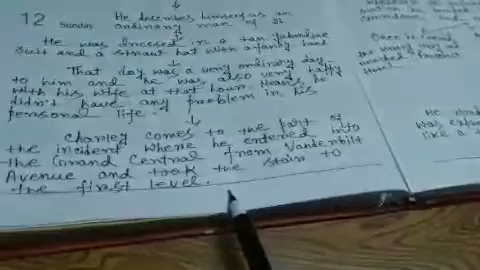 12 Sunday
He describes himself as an
ordinary man of 31
He was dressed in a tan gabardine
suit and a straw hat with a fancy band
That day was a very ordinary day
to him and he was also very happy
with his wife at that hour. Means he
didn't have any problem in his
personal life.
Charley comes to the part of
the incident where he entered into
the Grand Central from Vanderbilt
Avenue and took the stair to
the first level.